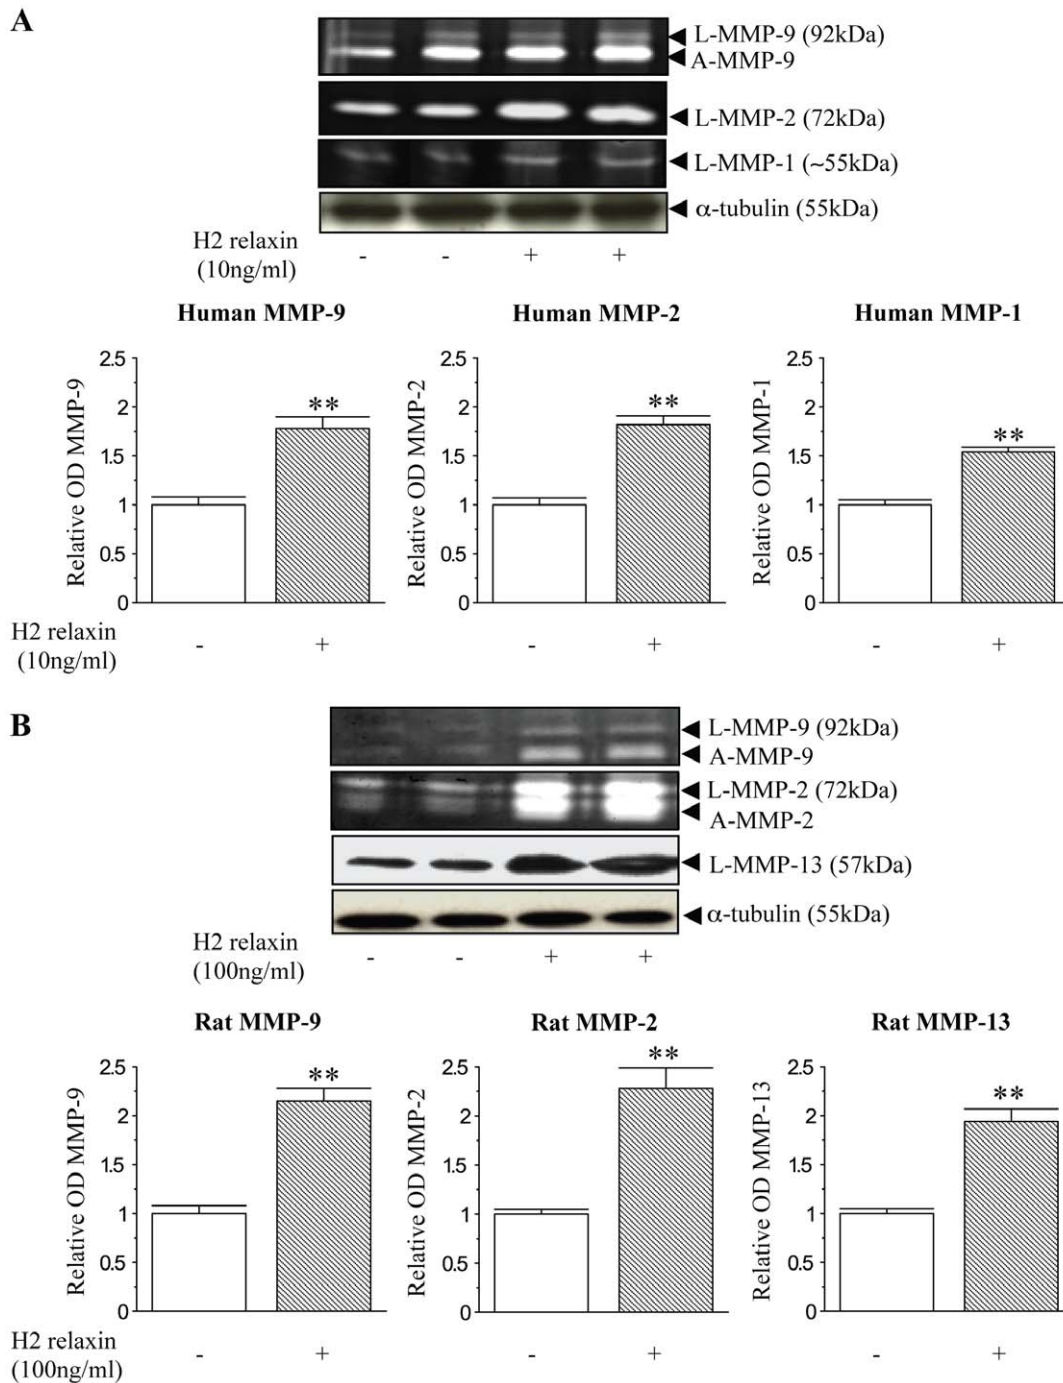 A
L-MMP-9 (92kDa)
A-MMP-9
L-MMP-2 (72kDa)
L-MMP-1 (~55kDa)
α-tubulin (55kDa)
H2 relaxin
(10ng/ml)
- - + +
Human MMP-9
Human MMP-2
Human MMP-1
Relative OD MMP-9
2.5
2
1.5
1
0.5
0
**
Relative OD MMP-2
2.5
2
1.5
1
0.5
0
**
Relative OD MMP-1
2.5
2
1.5
1
0.5
0
**
H2 relaxin
(10ng/ml)
- + - + - +
B
L-MMP-9 (92kDa)
A-MMP-9
L-MMP-2 (72kDa)
A-MMP-2
L-MMP-13 (57kDa)
α-tubulin (55kDa)
H2 relaxin
(100ng/ml)
- - + +
Rat MMP-9
Rat MMP-2
Rat MMP-13
Relative OD MMP-9
2.5
2
1.5
1
0.5
0
**
Relative OD MMP-2
2.5
2
1.5
1
0.5
0
**
Relative OD MMP-13
2.5
2
1.5
1
0.5
0
**
H2 relaxin
(100ng/ml)
- + - + - +